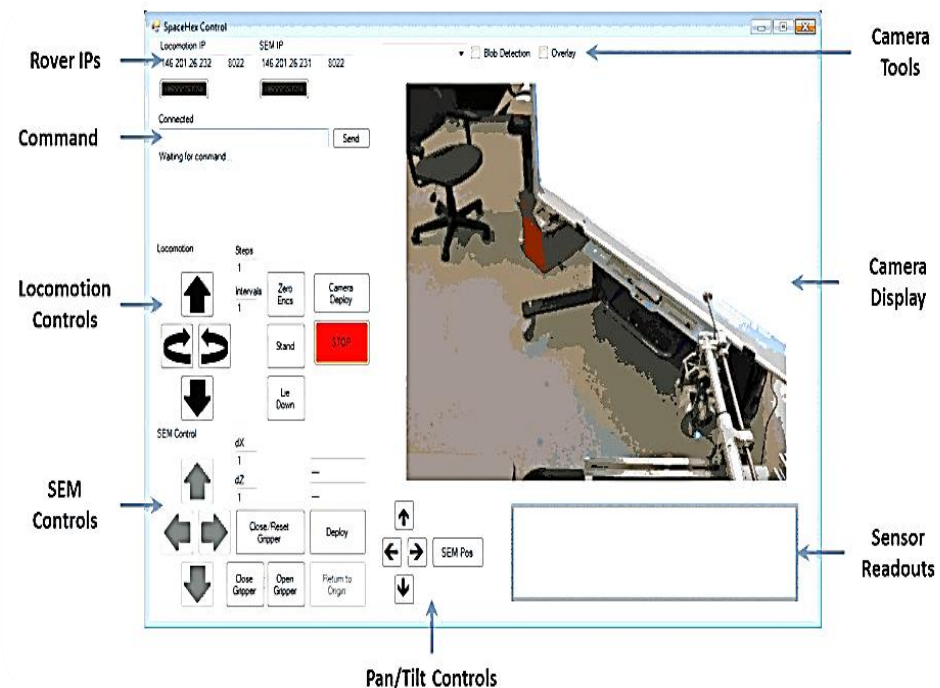 SpaceHex Control
Locomotion IP
SEM IP
146 201 26 232 8022 146 201 26 231 8022
Blob Detection Overlay
Connected
Send
Waiting for command...
Locomotion
Steps
1
Intervals
1
Zero Encs
Camera Deploy
Stand
STOP
Lie Down
SEM Control
dX
1
dZ
1
Close/Reset Gripper
Deploy
Close Gripper
Open Gripper
Return to Origin
SEM Pos
Rover IPs
Command
Locomotion Controls
SEM Controls
Camera Tools
Camera Display
Sensor Readouts
Pan/Tilt Controls